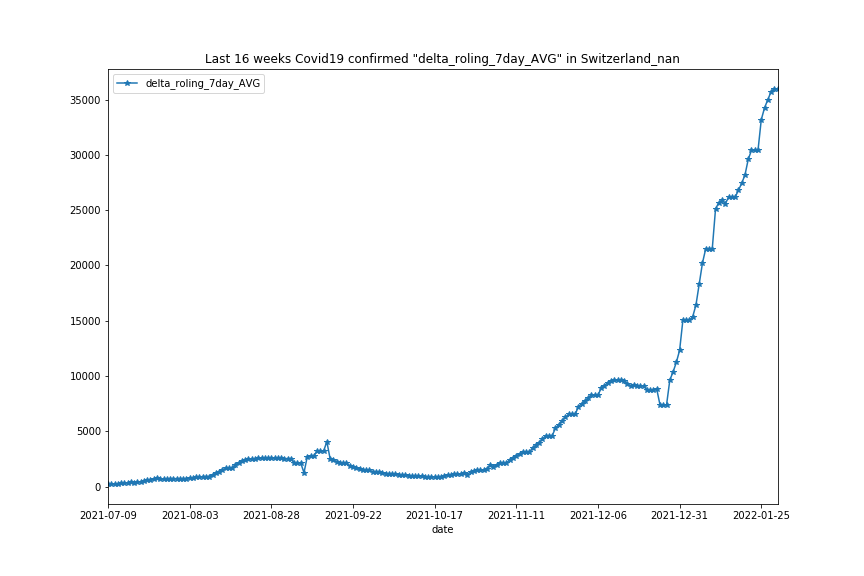 Last 16 weeks Covid19 confirmed "delta_roling_7day_AVG" in Switzerland_nan
delta_roling_7day_AVG
35000
30000
25000
20000
15000
10000
5000
0
2021-07-09 2021-08-03 2021-08-28 2021-09-22 2021-10-17 2021-11-11 2021-12-06 2021-12-31 2022-01-25
date